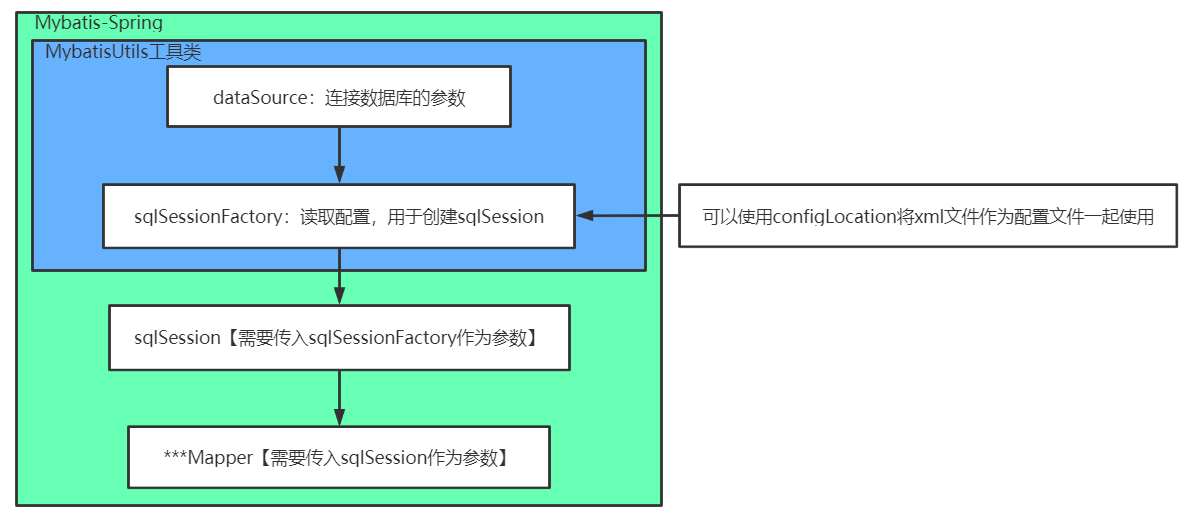 Mybatis-Spring
MybatisUtils工具类
dataSource：连接数据库的参数
sqlSessionFactory：读取配置，用于创建sqlSession
可以使用configLocation将xml文件作为配置文件一起使用
sqlSession【需要传入sqlSessionFactory作为参数】
***Mapper【需要传入sqlSession作为参数】